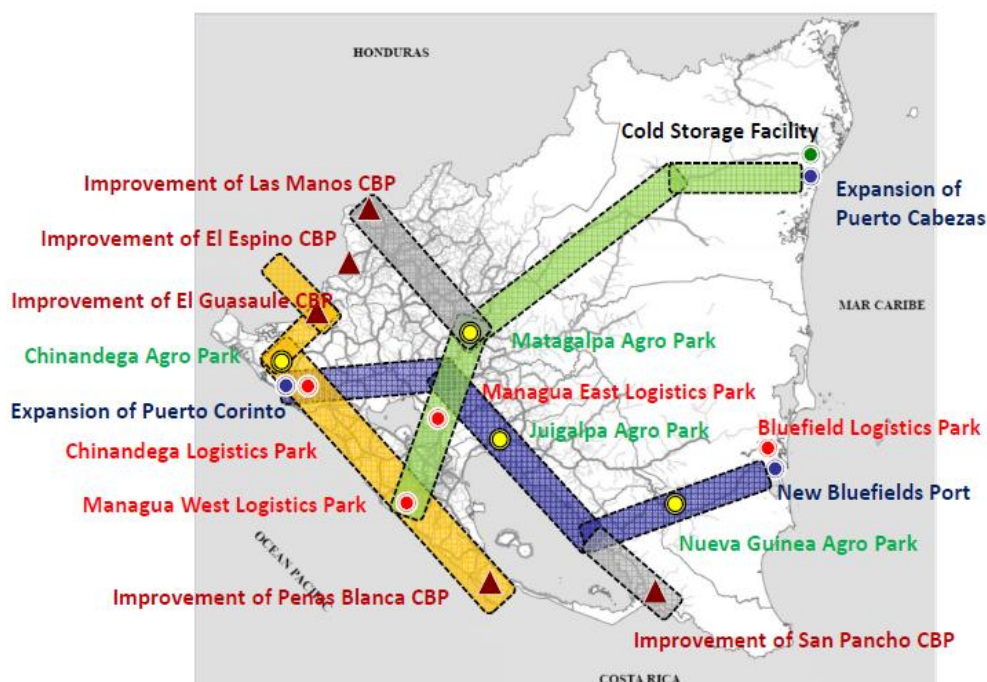 HONDURAS
Cold Storage Facility
Improvement of Las Manos CBP
Expansion of
Puerto Cabezas
Improvement of El Espino CBP
Improvement of El Guasaule CBP
MAR CARIBE
Chinandega Agro Park
Matagalpa Agro Park
Managua East Logistics Park
Expansion of Puerto Corinto
Juigalpa Agro Park
Bluefield Logistics Park
Chinandega Logistics Park
New Bluefields Port
Managua West Logistics Park
Nueva Guinea Agro Park
OCEAN PACIFIC
Improvement of Penas Blanca CBP
Improvement of San Pancho CBP
COSTA RICA